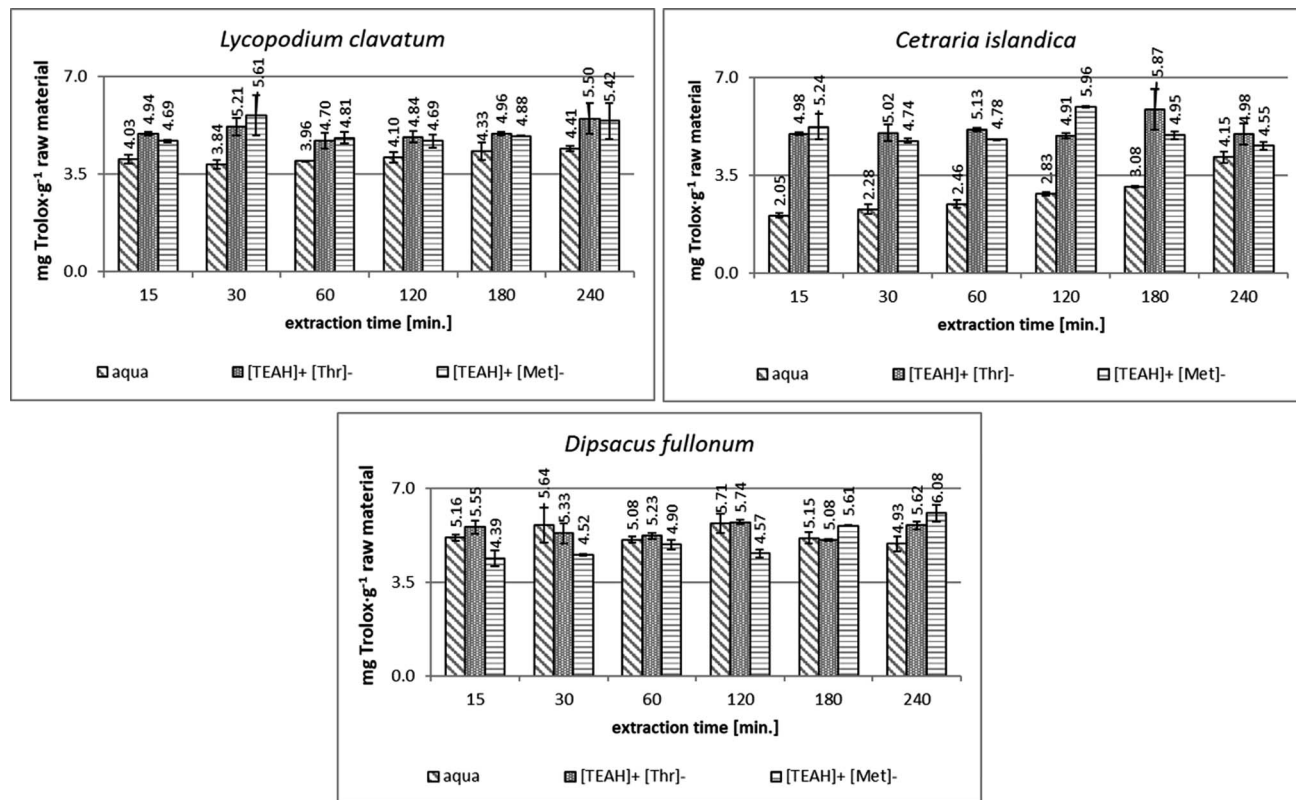 Lycopodium clavatum
mg Trolox·g⁻¹ raw material
7.0
3.5
0.0
4.03 4.94 4.69 3.84 5.21 5.61 3.96 4.70 4.81 4.10 4.84 4.69 4.33 4.96 4.88 4.41 5.50 5.42
15 30 60 120 180 240
extraction time [min.]
aqua [TEAH]+ [Thr]- [TEAH]+ [Met]-
Cetraria islandica
mg Trolox·g⁻¹ raw material
7.0
3.5
0.0
2.05 4.98 5.24 2.28 5.02 4.74 2.46 5.13 4.78 2.83 4.91 5.96 3.08 5.87 4.95 4.15 4.98 4.55
15 30 60 120 180 240
extraction time [min.]
aqua [TEAH]+ [Thr]- [TEAH]+ [Met]-
Dipsacus fullonum
mg Trolox·g⁻¹ raw material
7.0
3.5
0.0
5.16 5.55 4.39 5.64 5.33 4.52 5.08 5.23 4.90 5.71 5.74 4.57 5.15 5.08 5.61 4.93 5.62 6.08
15 30 60 120 180 240
extraction time [min.]
aqua [TEAH]+ [Thr]- [TEAH]+ [Met]-